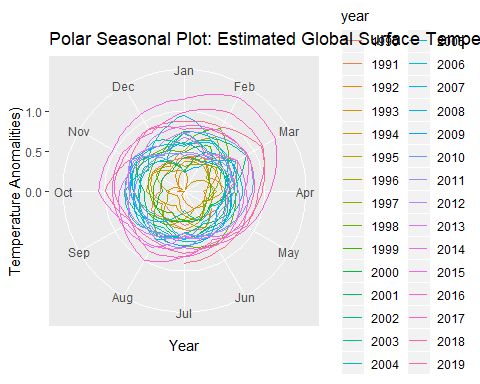 year
Polar Seasonal Plot: Estimated Global Surface Tempe
1990 2005
1991 2006
1992 2007
1993 2008
1994 2009
1995 2010
1996 2011
1997 2012
1998 2013
1999 2014
2000 2015
2001 2016
2002 2017
2003 2018
2004 2019
Jan
Feb
Mar
Apr
May
Jun
Jul
Aug
Sep
Oct
Nov
Dec
1.0
0.5
0.0
Temperature Anomalities)
Year